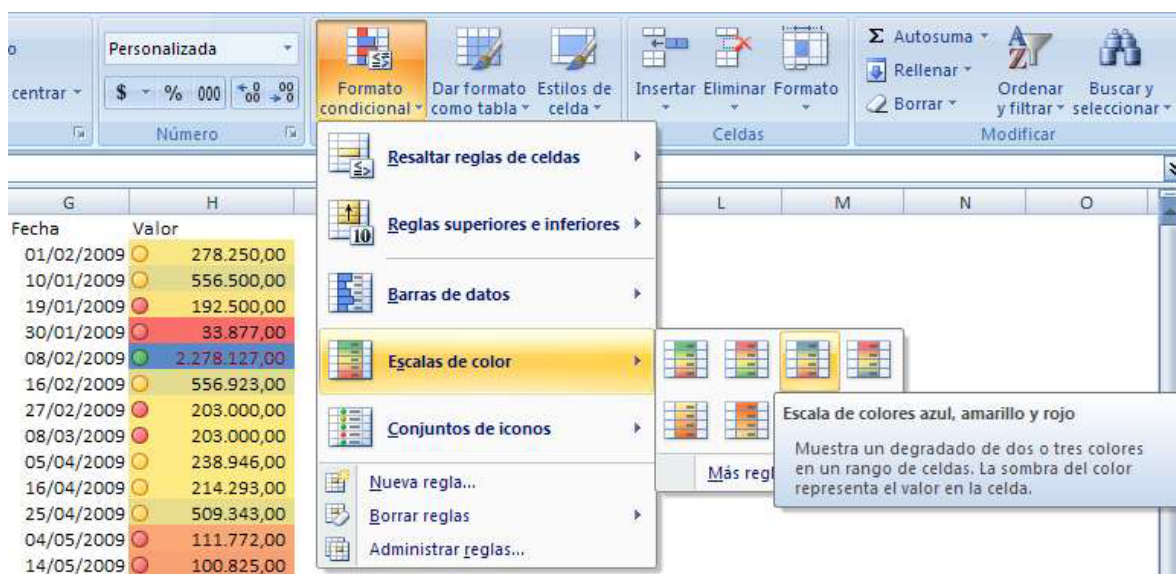 o
Personalizada
centrar
$ % 000 ,00 ,0
Número
Formato condicional
Dar formato como tabla
Estilos de celda
Insertar Eliminar Formato
Celdas
Σ Autosuma
Rellenar
Borrar
Ordenar y filtrar
Buscar y seleccionar
Modificar
Resaltar reglas de celdas
Reglas superiores e inferiores
10
Barras de datos
Escalas de color
Conjuntos de iconos
Nueva regla...
Borrar reglas
Administrar reglas...
Escala de colores azul, amarillo y rojo
Muestra un degradado de dos o tres colores
en un rango de celdas. La sombra del color
representa el valor en la celda.
Más regl
G H L M N O
Fecha Valor
01/02/2009 278.250,00
10/01/2009 556.500,00
19/01/2009 192.500,00
30/01/2009 33.877,00
08/02/2009 2.278.127,00
16/02/2009 556.923,00
27/02/2009 203.000,00
08/03/2009 203.000,00
05/04/2009 238.946,00
16/04/2009 214.293,00
25/04/2009 509.343,00
04/05/2009 111.772,00
14/05/2009 100.825,00